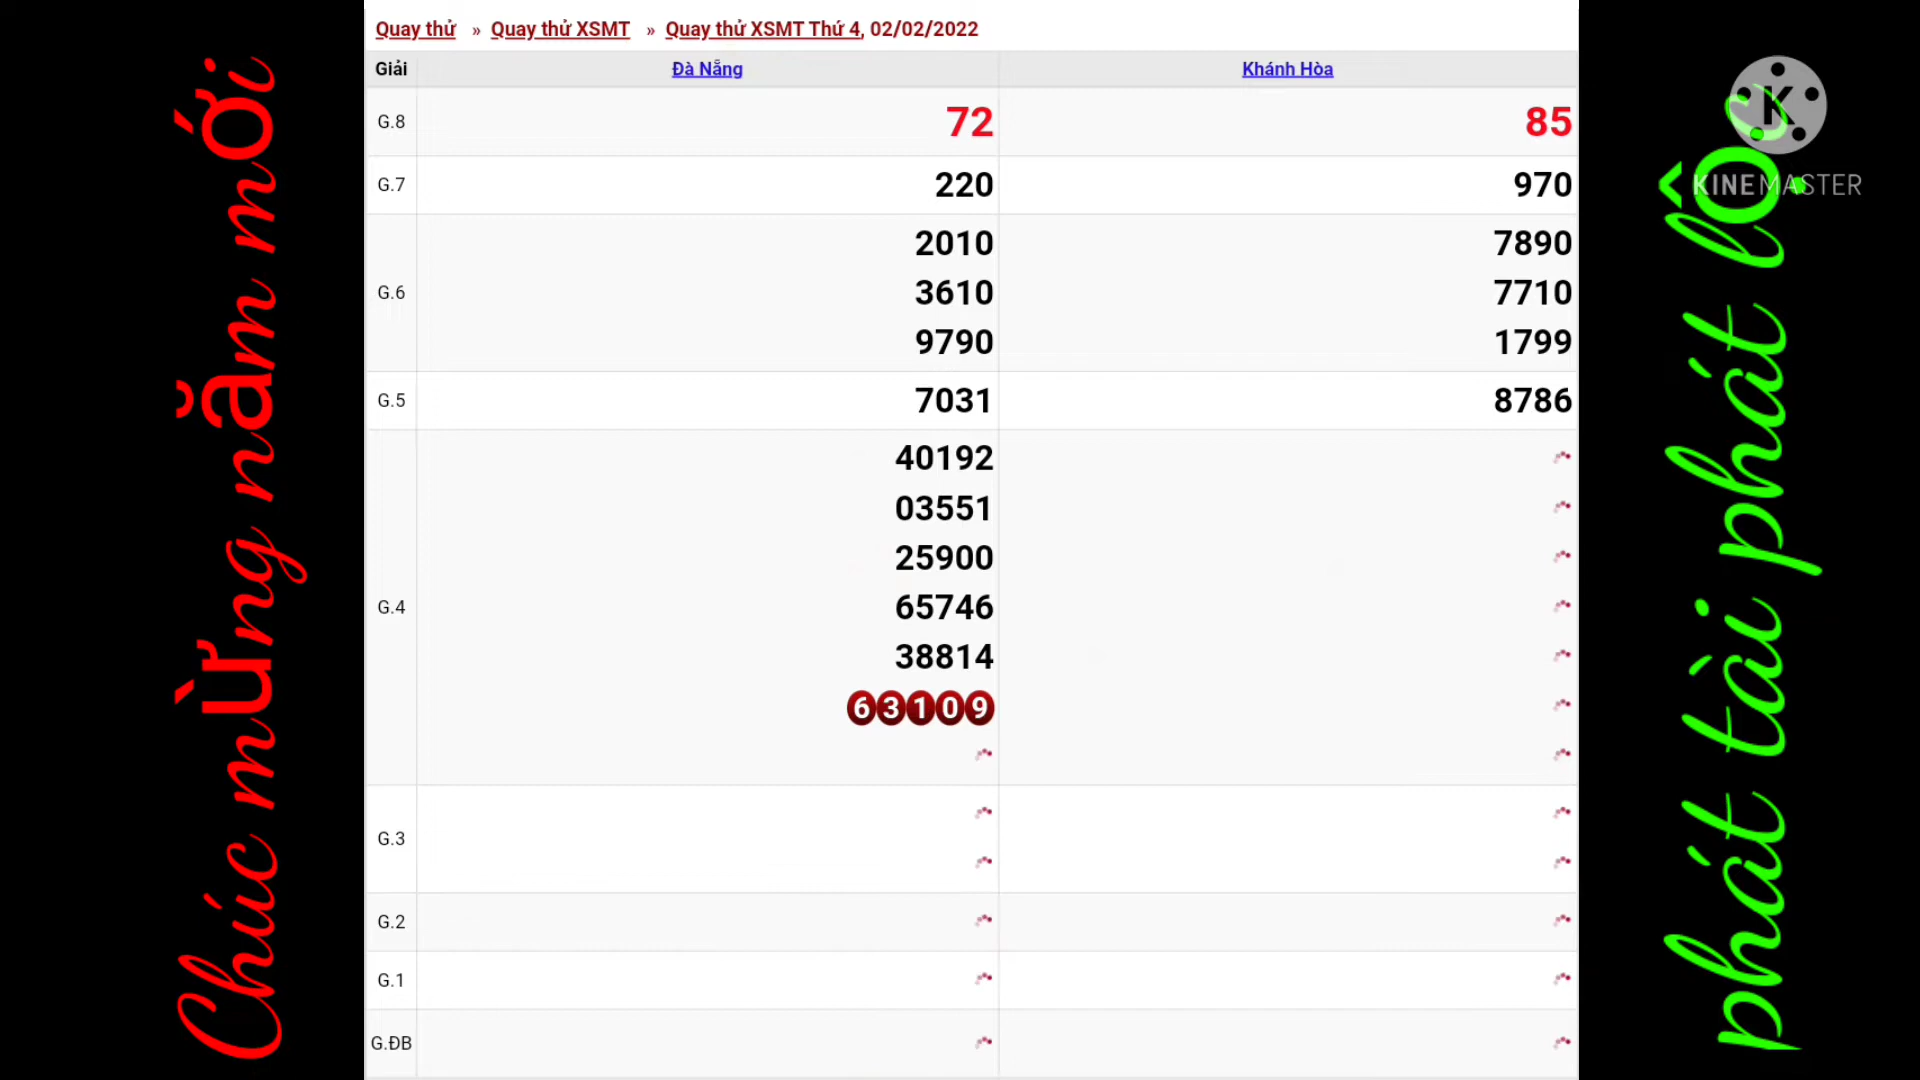 Chúc mừng năm mới
Quay thử » Quay thử XSMT » Quay thử XSMT Thứ 4, 02/02/2022
Giải Đà Nẵng Khánh Hòa
G.8 72 85
G.7 220 970
G.6
2010 7890
3610 7710
9790 1799
G.5 7031 8786
G.4
40192
03551
25900
65746
38814
63109
G.3
G.2
G.1
G.ĐB
phát tài phát lộc
K
KINEMASTER